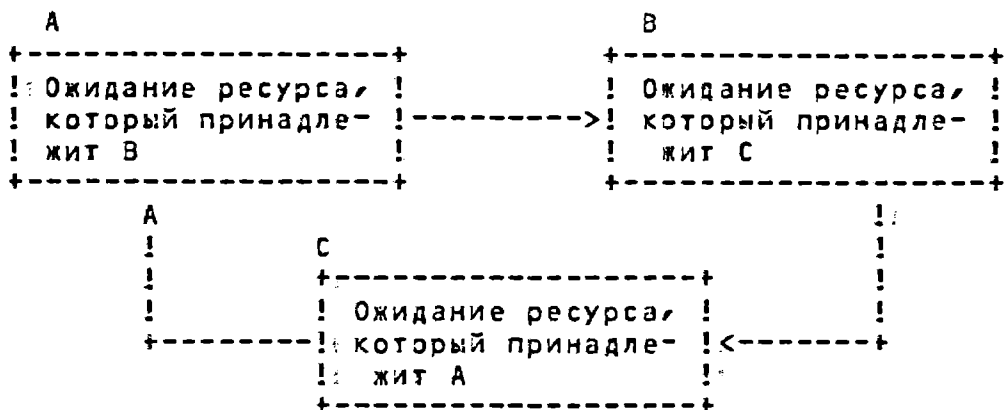 A
B
Ожидание ресурса,
который принадле-
жит B
Ожидание ресурса,
который принадле-
жит C
A
C
Ожидание ресурса,
который принадле-
жит A